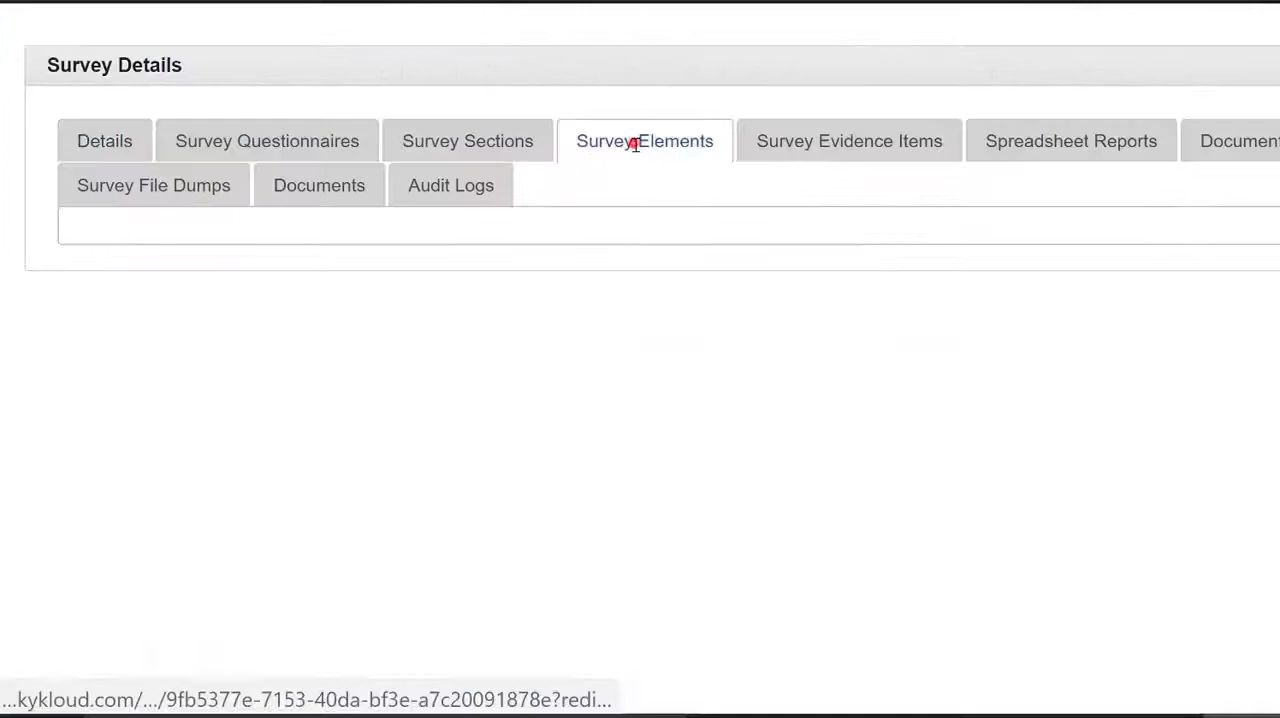 Survey Details
Details Survey Questionnaires Survey Sections Survey Elements Survey Evidence Items Spreadsheet Reports Documen
Survey File Dumps Documents Audit Logs
...kykloud.com/.../9fb5377e-7153-40da-bf3e-a7c20091878e?redi...